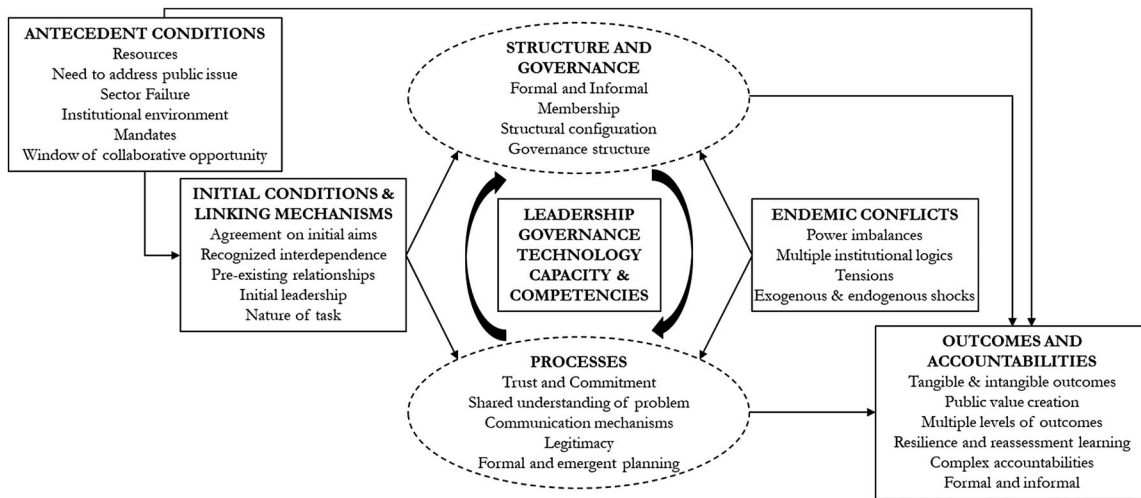 ANTECEDENT CONDITIONS
Resources
Need to address public issue
Sector Failure
Institutional environment
Mandates
Window of collaborative opportunity
STRUCTURE AND
GOVERNANCE
Formal and Informal
Membership
Structural configuration
Governance structure
INITIAL CONDITIONS &
LINKING MECHANISMS
Agreement on initial aims
Recognized interdependence
Pre-existing relationships
Initial leadership
Nature of task
LEADERSHIP
GOVERNANCE
TECHNOLOGY
CAPACITY &
COMPETENCIES
ENDEMIC CONFLICTS
Power imbalances
Multiple institutional logics
Tensions
Exogenous & endogenous shocks
PROCESSES
Trust and Commitment
Shared understanding of problem
Communication mechanisms
Legitimacy
Formal and emergent planning
OUTCOMES AND
ACCOUNTABILITIES
Tangible & intangible outcomes
Public value creation
Multiple levels of outcomes
Resilience and reassessment learning
Complex accountabilities
Formal and informal